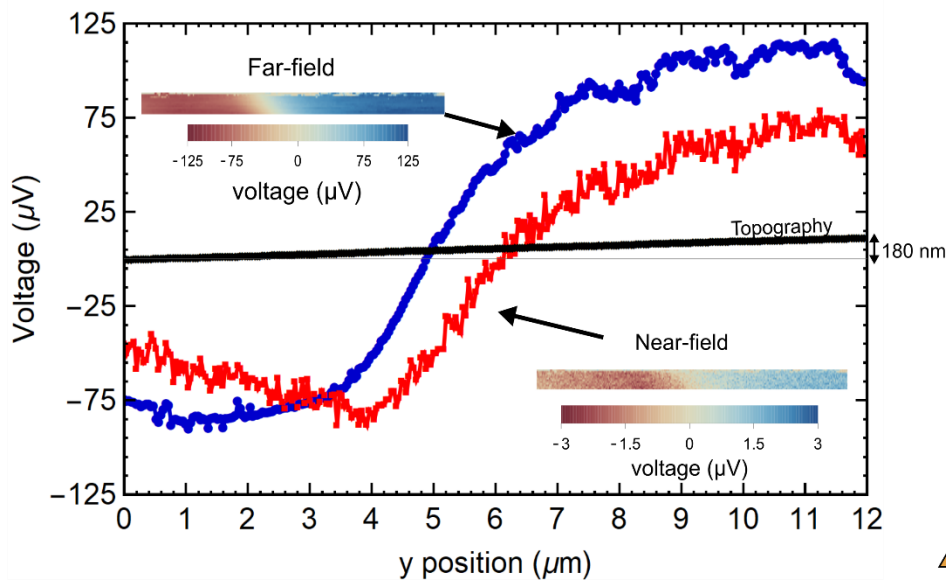 125
75
25
−25
−75
−125
Voltage (µV)
Far-field
-125 -75 0 75 125
voltage (µV)
Topography
180 nm
Near-field
-3 -1.5 0 1.5 3
voltage (µV)
0 1 2 3 4 5 6 7 8 9 10 11 12
y position (µm)